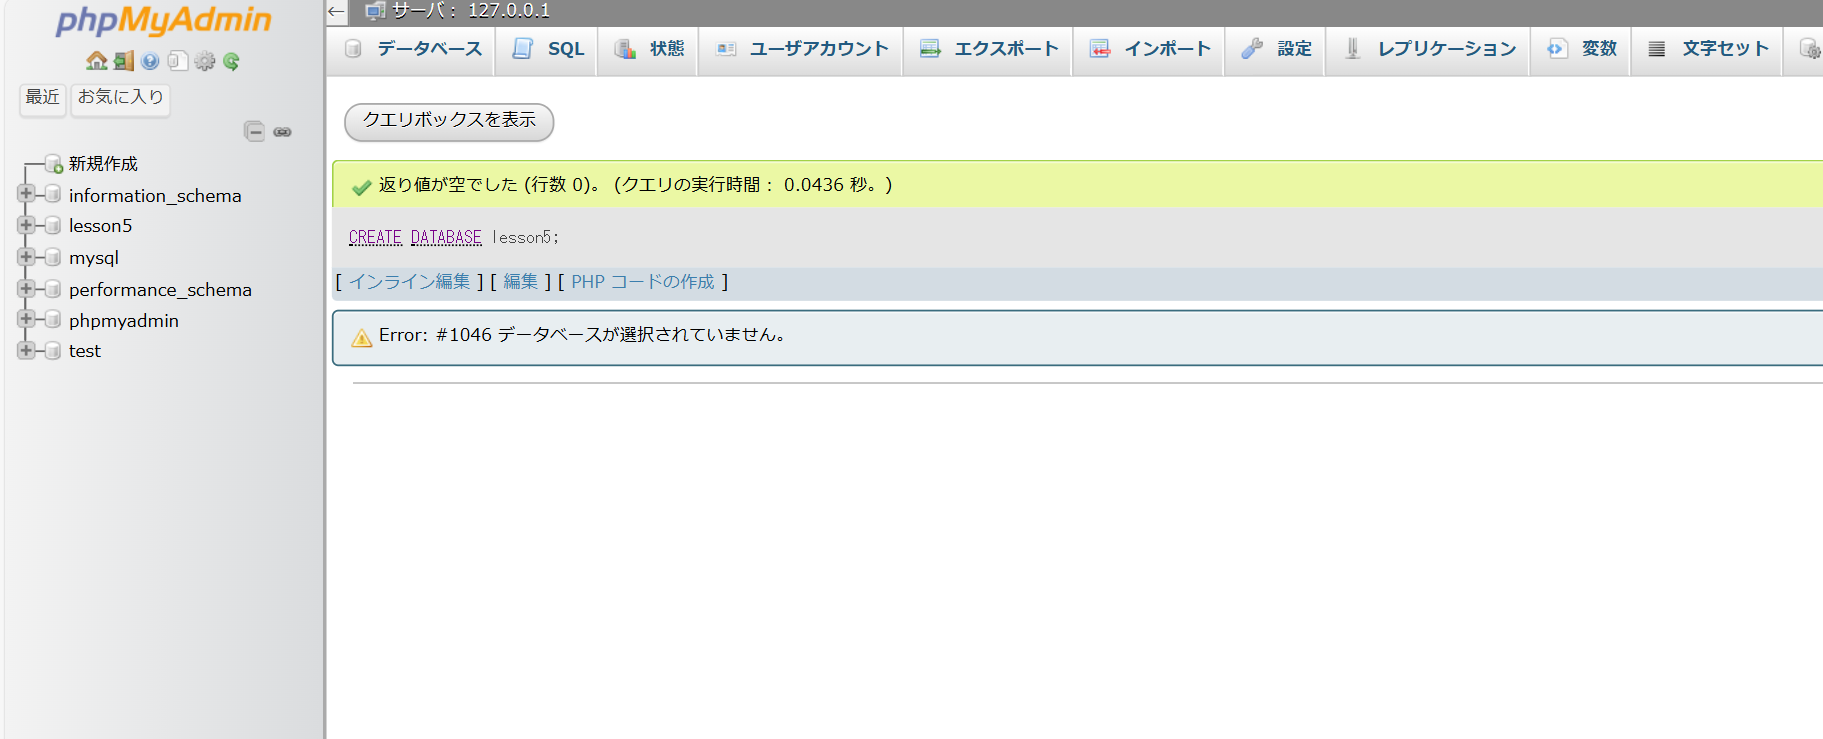 phpMyAdmin
最近 お気に入り
新規作成
information_schema
lesson5
mysql
performance_schema
phpmyadmin
test
← サーバ： 127.0.0.1
データベース SQL 状態 ユーザアカウント エクスポート インポート 設定 レプリケーション 変数 文字セット
クエリボックスを表示
返り値が空でした (行数 0)。 (クエリの実行時間： 0.0436 秒。)
CREATE DATABASE lesson5;
[ インライン編集 ] [ 編集 ] [ PHP コードの作成 ]
Error: #1046 データベースが選択されていません。